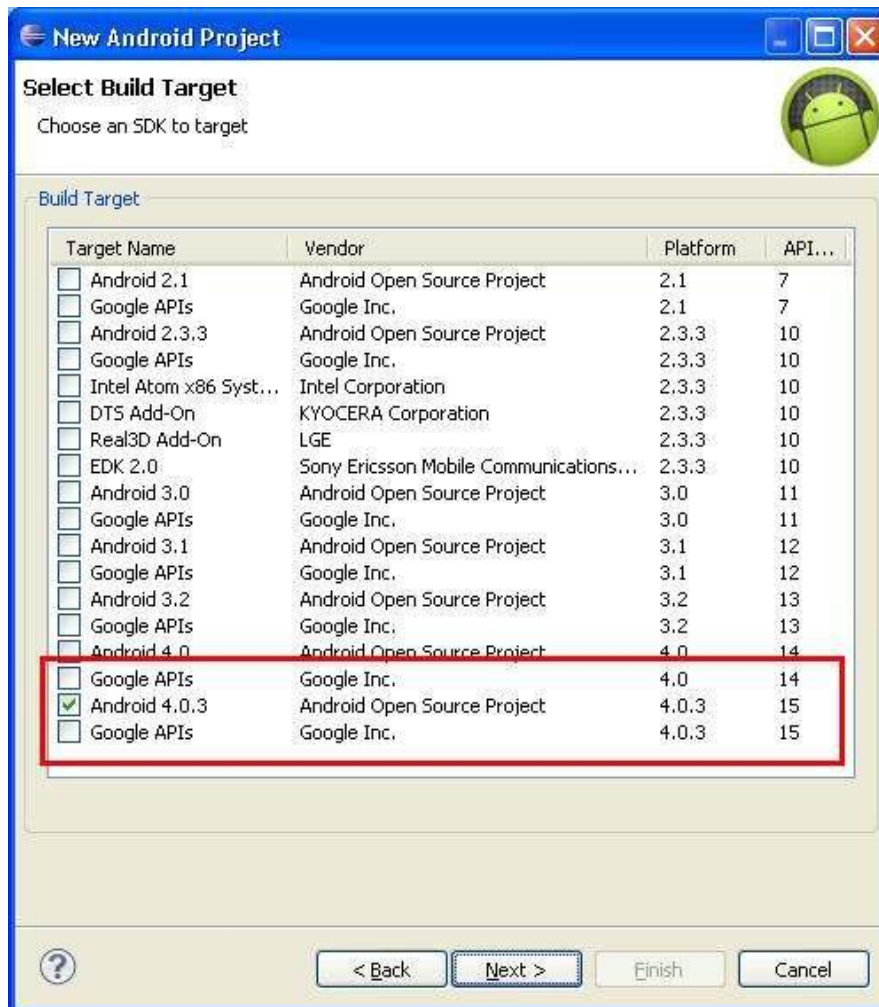 New Android Project
Select Build Target
Choose an SDK to target
Build Target
Target Name Vendor Platform API...
Android 2.1 Android Open Source Project 2.1 7
Google APIs Google Inc. 2.1 7
Android 2.3.3 Android Open Source Project 2.3.3 10
Google APIs Google Inc. 2.3.3 10
Intel Atom x86 Syst... Intel Corporation 2.3.3 10
DTS Add-On KYOCERA Corporation 2.3.3 10
Real3D Add-On LGE 2.3.3 10
EDK 2.0 Sony Ericsson Mobile Communications... 2.3.3 10
Android 3.0 Android Open Source Project 3.0 11
Google APIs Google Inc. 3.0 11
Android 3.1 Android Open Source Project 3.1 12
Google APIs Google Inc. 3.1 12
Android 3.2 Android Open Source Project 3.2 13
Google APIs Google Inc. 3.2 13
Android 4.0 Android Open Source Project 4.0 14
Google APIs Google Inc. 4.0 14
Android 4.0.3 Android Open Source Project 4.0.3 15
Google APIs Google Inc. 4.0.3 15
? < Back Next > Finish Cancel